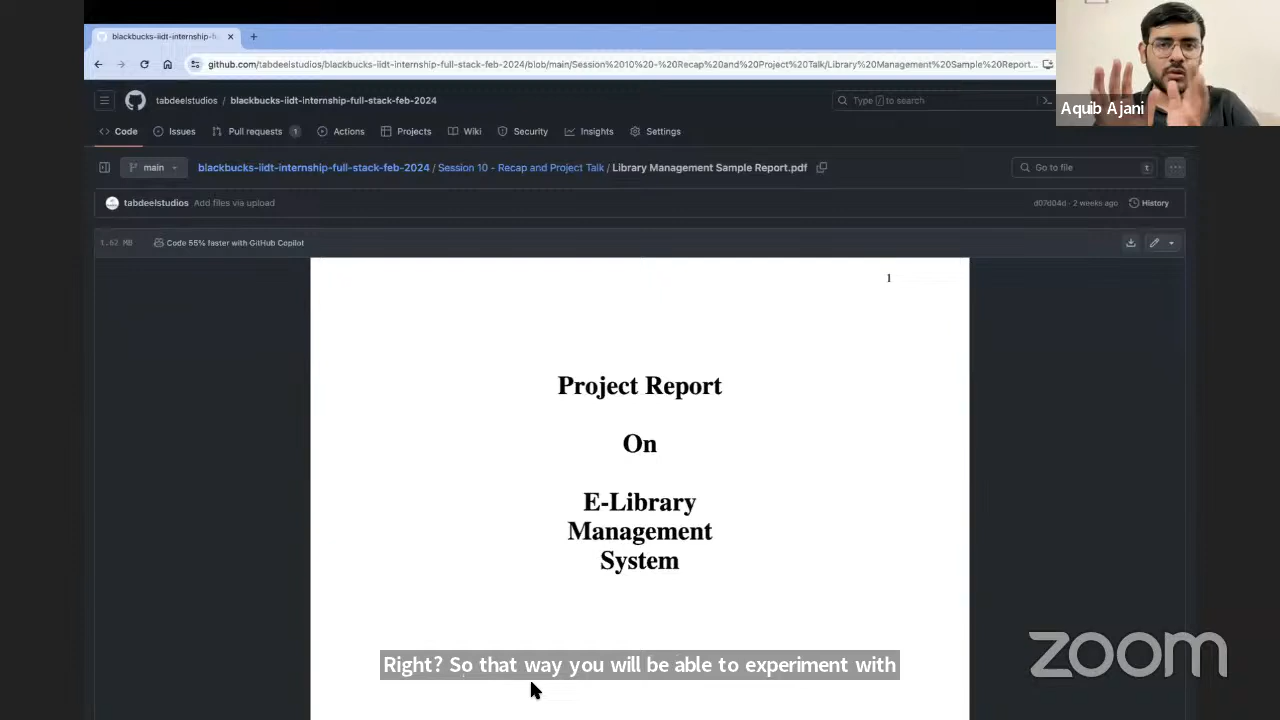 blackbucks-iidt-internship-fu
github.com/tabdeelstudios/blackbucks-iidt-internship-full-stack-feb-2024/blob/main/Session%2010%20-%20Recap%20and%20Project%20Talk/Library%20Management%20Sample%20Report...
Aquib Ajani
tabdeelstudios / blackbucks-iidt-internship-full-stack-feb-2024
Type / to search
Code Issues Pull requests 1 Actions Projects Wiki Security Insights Settings
main blackbucks-iidt-internship-full-stack-feb-2024 / Session 10 - Recap and Project Talk / Library Management Sample Report.pdf
Go to file t
tabdeelstudios Add files via upload
d07d04d · 2 weeks ago History
1.62 MB Code 55% faster with GitHub Copilot
1
Project Report
On
E-Library
Management
System
Right? So that way you will be able to experiment with
zoom